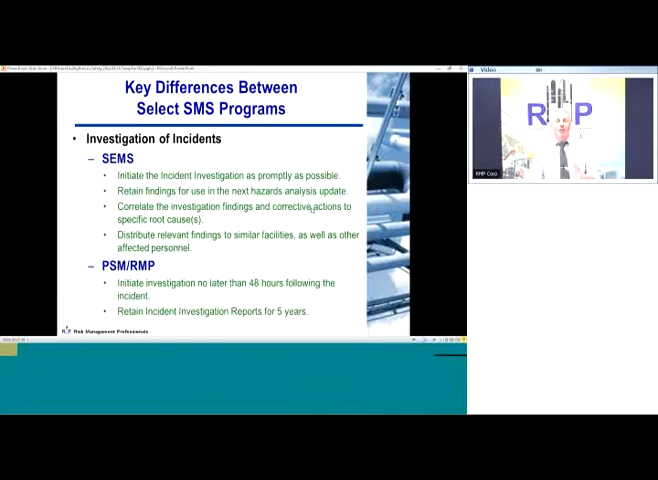 Key Differences Between
Select SMS Programs
• Investigation of Incidents
– SEMS
• Initiate the Incident Investigation as promptly as possible.
• Retain findings for use in the next hazards analysis update.
• Correlate the investigation findings and corrective actions to
specific root cause(s).
• Distribute relevant findings to similar facilities, as well as other
affected personnel.
– PSM/RMP
• Initiate investigation no later than 48 hours following the
incident.
• Retain Incident Investigation Reports for 5 years.
Risk Management Professionals
Video
RMP
RMP Corp